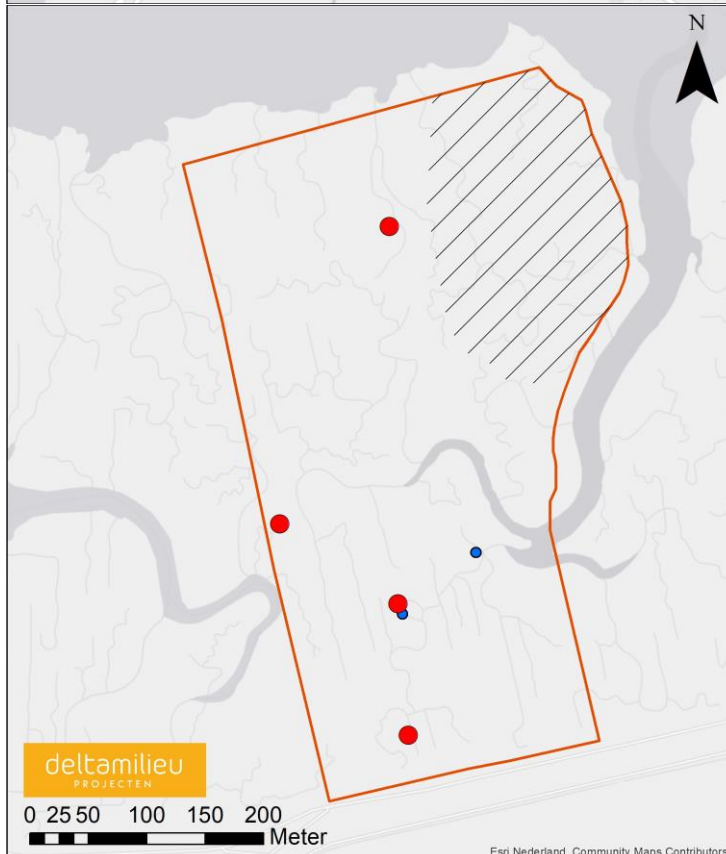 N
deltamilieu
PROJECTEN
0 25 50 100 150 200
Meter
Esri Nederland, Community Maps Contributors